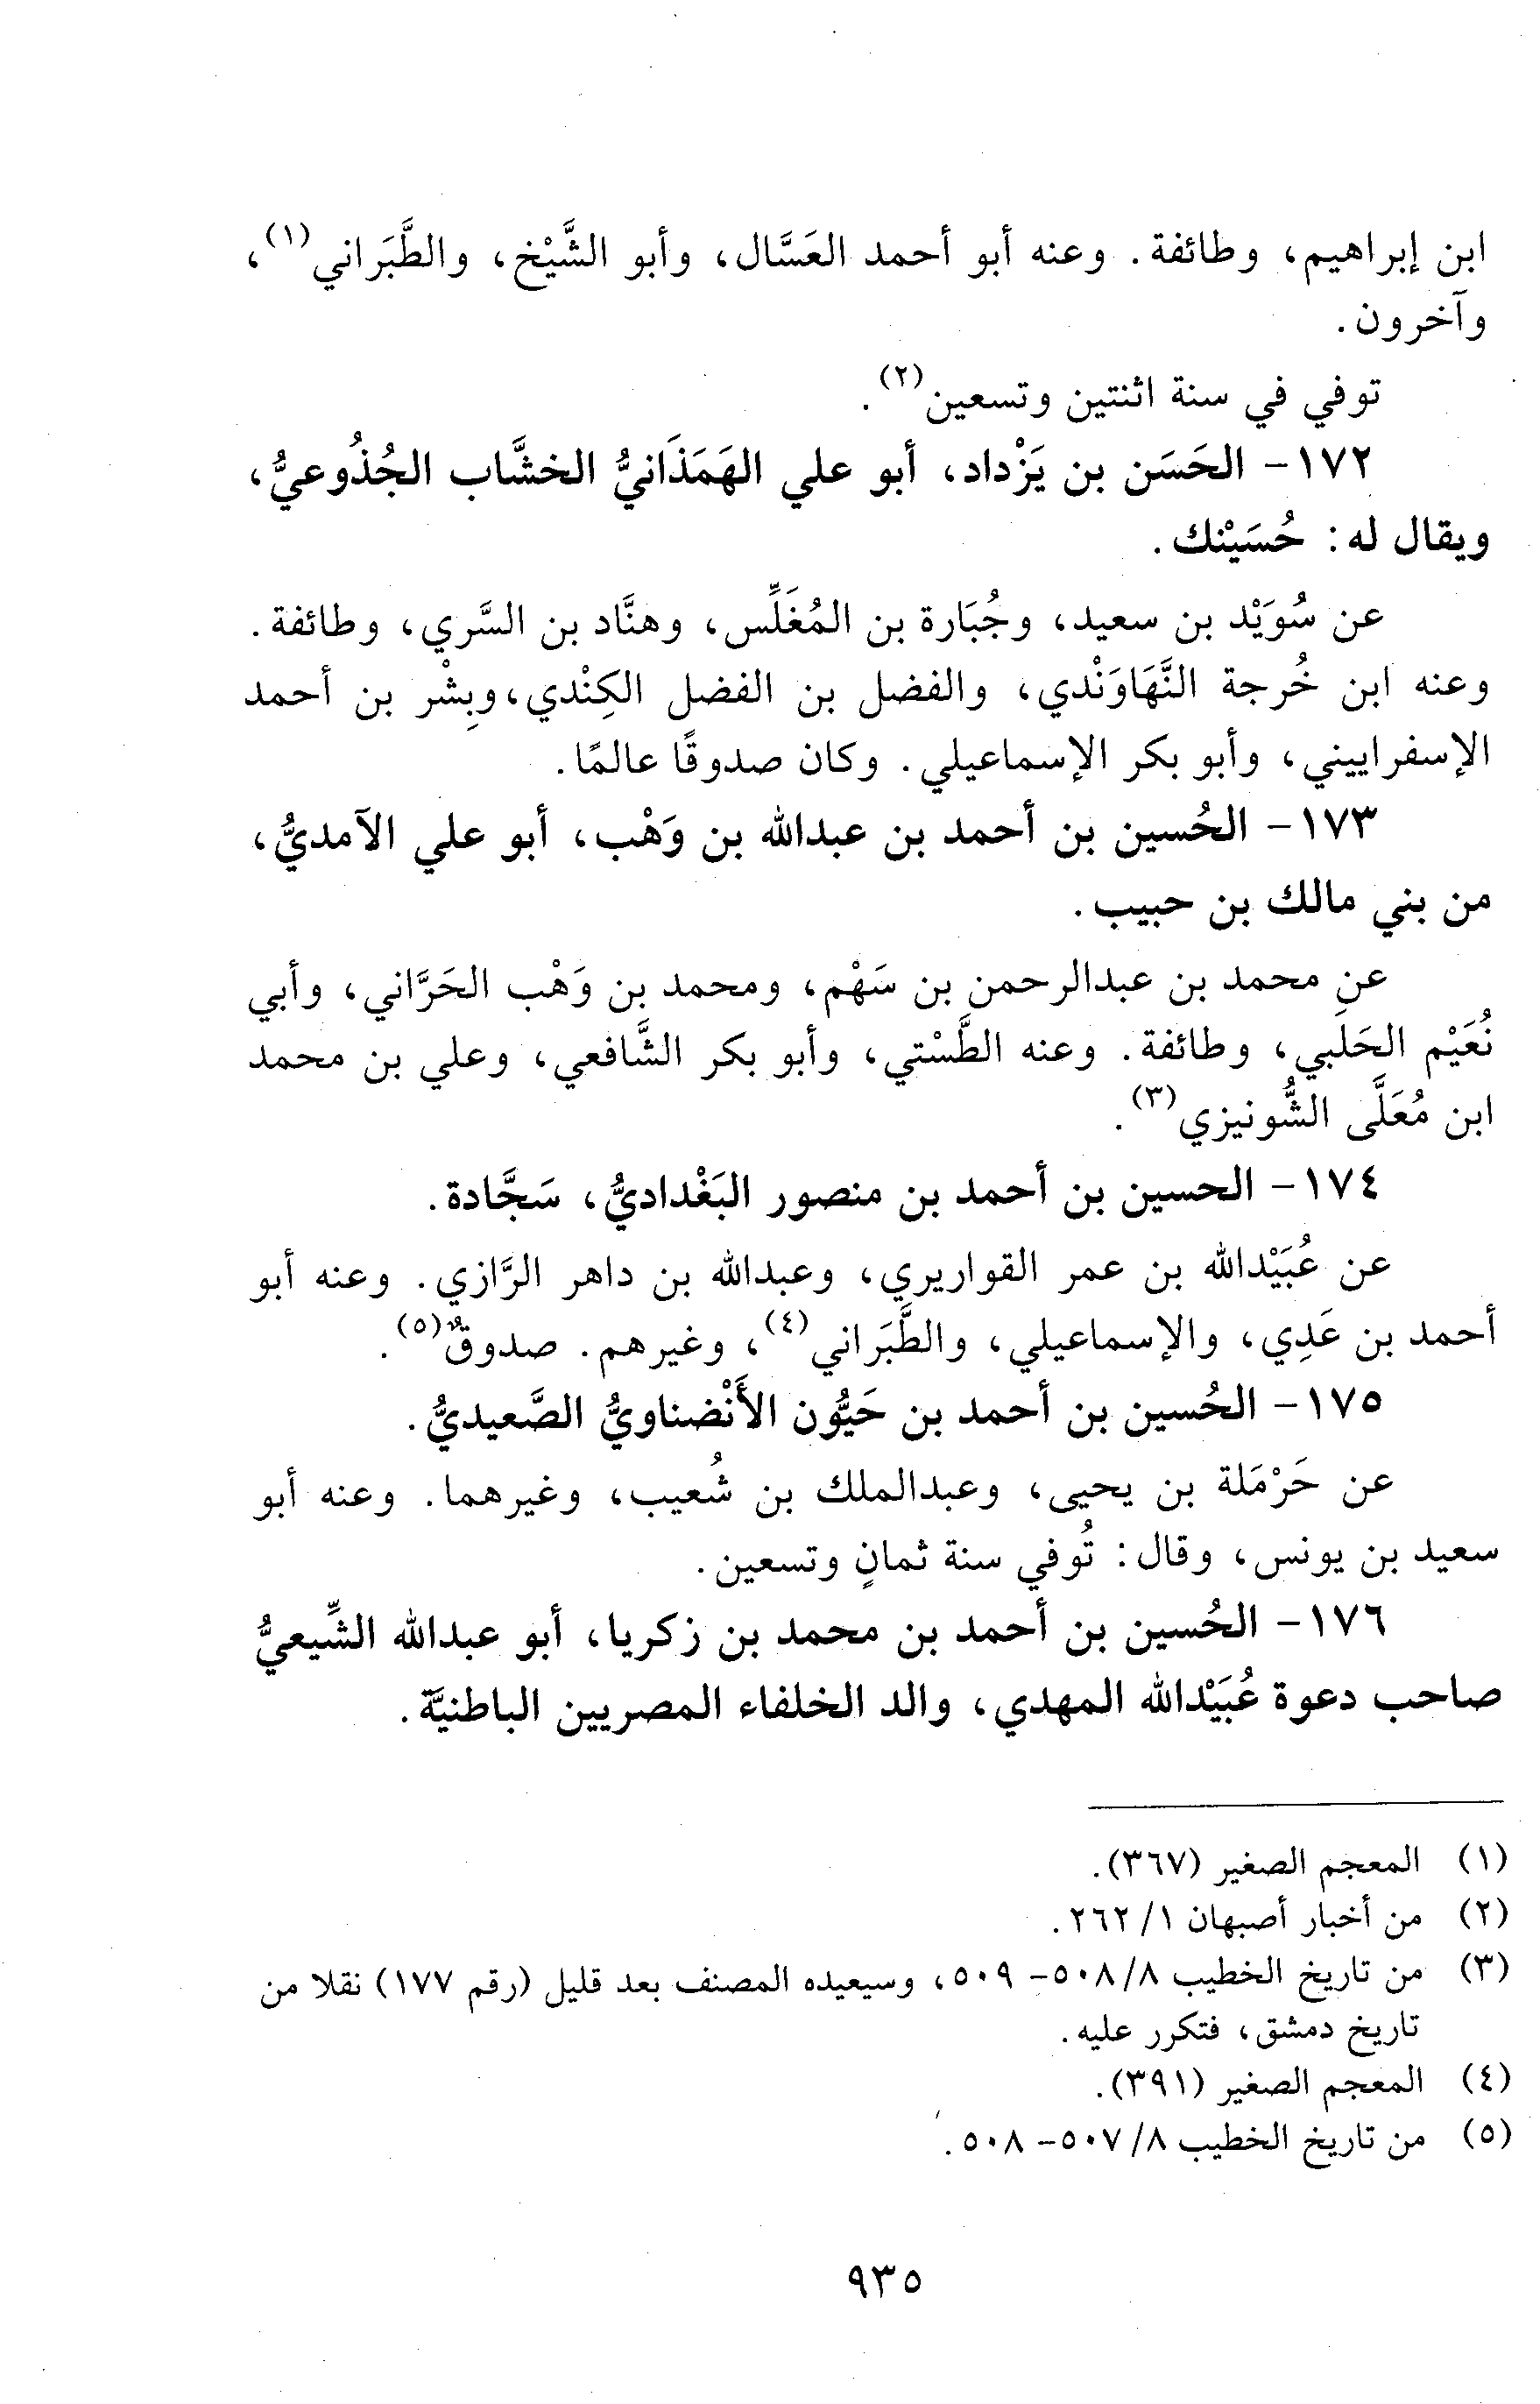 ابن إبراهيم، وطائفة. وعنه أبو أحمد العَسَّال، وأبو الشَّيْخ، والطَّبَراني(١)،
وآخرون.
توفي في سنة اثنتين وتسعين(٢).
١٧٢- الحَسَن بن يَزْداد، أبو علي الهَمَذَانيُّ الخشَّاب الجُذُوعيُّ،
ويقال له: حُسَيْنك.
عن سُوَيْد بن سعيد، وجُبَارة بن المُغَلِّس، وهنَّاد بن السَّري، وطائفة.
وعنه ابن خُرجة النَّهَاوَنْدي، والفضل بن الفضل الكِنْدي، وبِشْر بن أحمد
الإسفراييني، وأبو بكر الإسماعيلي. وكان صدوقًا عالمًا.
١٧٣- الحُسين بن أحمد بن عبدالله بن وَهْب، أبو علي الآمديُّ،
من بني مالك بن حبيب.
عن محمد بن عبدالرحمن بن سَهْم، ومحمد بن وَهْب الحَرَّاني، وأبي
نُعَيْم الحَلَبي، وطائفة. وعنه الطَّسْتي، وأبو بكر الشَّافعي، وعلي بن محمد
ابن مُعَلَّى الشُّونيزي(٣).
١٧٤- الحسين بن أحمد بن منصور البَغْداديُّ، سَجَّادة.
عن عُبَيْدالله بن عمر القواريري، وعبدالله بن داهر الرَّازي. وعنه أبو
أحمد بن عَدِي، والإسماعيلي، والطَّبَراني(٤)، وغيرهم. صدوقٌ(٥).
١٧٥- الحُسين بن أحمد بن حَيُّون الأَنْضناويُّ الصَّعيديُّ.
عن حَرْمَلة بن يحيى، وعبدالملك بن شُعيب، وغيرهما. وعنه أبو
سعيد بن يونس، وقال: تُوفي سنة ثمانٍ وتسعين.
١٧٦- الحُسين بن أحمد بن محمد بن زكريا، أبو عبدالله الشِّيعيُّ
صاحب دعوة عُبَيْدالله المهدي، والد الخلفاء المصريين الباطنيَّة.
(١) المعجم الصغير (٣٦٧).
(٢) من أخبار أصبهان ١/ ٢٦٢.
(٣) من تاريخ الخطيب ٨/ ٥٠٨- ٥٠٩، وسيعيده المصنف بعد قليل (رقم ١٧٧) نقلا من
تاريخ دمشق، فتكرر عليه.
(٤) المعجم الصغير (٣٩١).
(٥) من تاريخ الخطيب ٨/ ٥٠٧- ٥٠٨.
٩٣٥